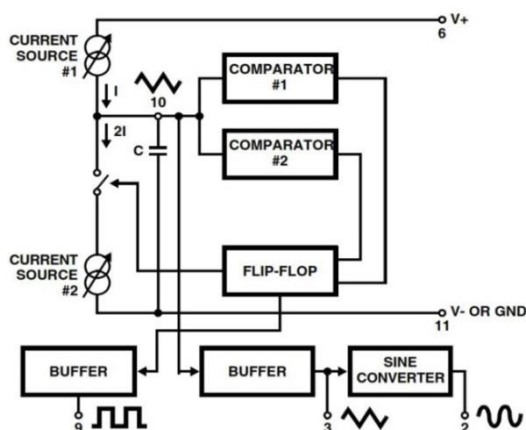 V+
6
CURRENT
SOURCE
#1
I
10
2I
C
COMPARATOR
#1
COMPARATOR
#2
CURRENT
SOURCE
#2
FLIP-FLOP
V- OR GND
11
BUFFER
BUFFER
SINE
CONVERTER
9
3
2